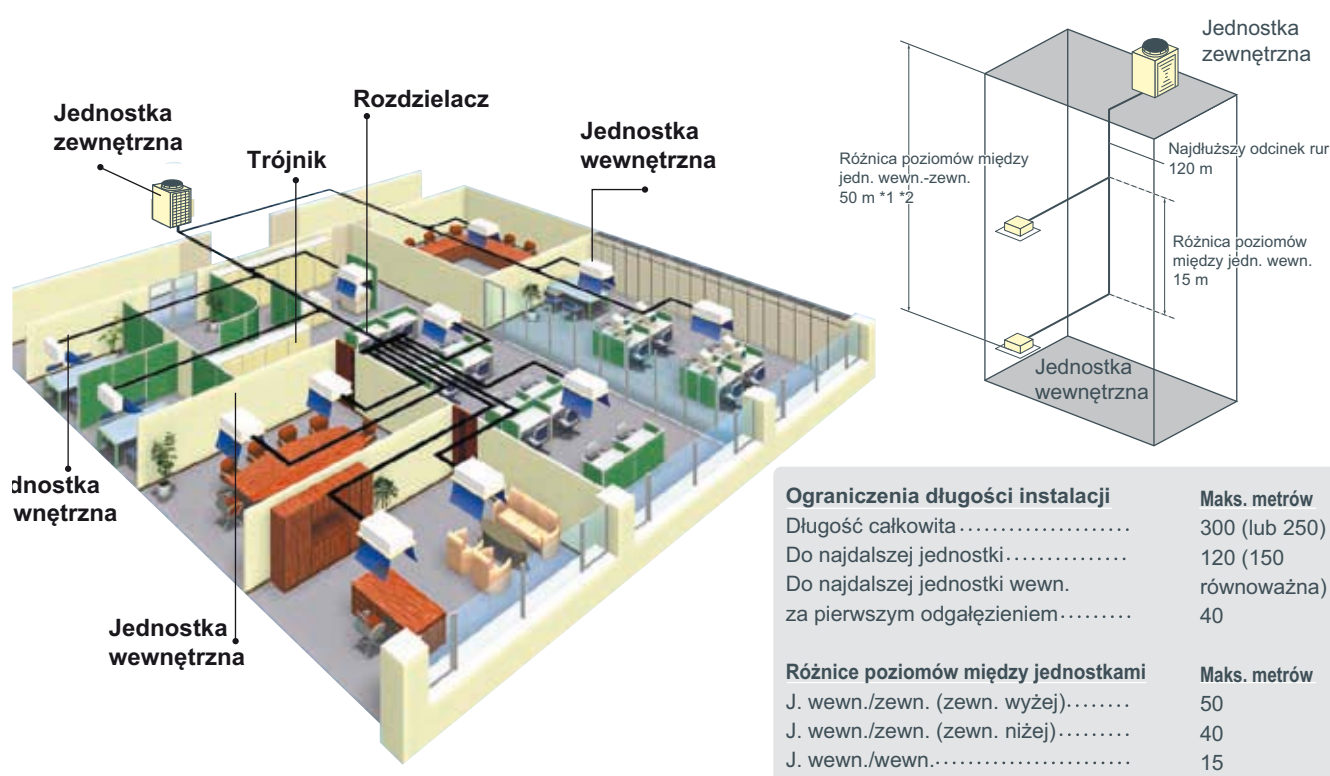 Jednostka
zewnętrzna
Rozdzielacz
Trójnik
Jednostka
wewnętrzna
dnostka
wnętrzna
Jednostka
wewnętrzna
Jednostka
zewnętrzna
Różnica poziomów między
jedn. wewn.-zewn.
50 m *1 *2
Najdłuższy odcinek rur
120 m
Różnica poziomów
między jedn. wewn.
15 m
Jednostka
wewnętrzna
Ograniczenia długości instalacji Maks. metrów
Długość całkowita ..................... 300 (lub 250)
Do najdalszej jednostki ............... 120 (150
Do najdalszej jednostki wewn. równoważna)
za pierwszym odgałęzieniem ......... 40
Różnice poziomów między jednostkami Maks. metrów
J. wewn./zewn. (zewn. wyżej) ........ 50
J. wewn./zewn. (zewn. niżej) ......... 40
J. wewn./wewn. ........................ 15